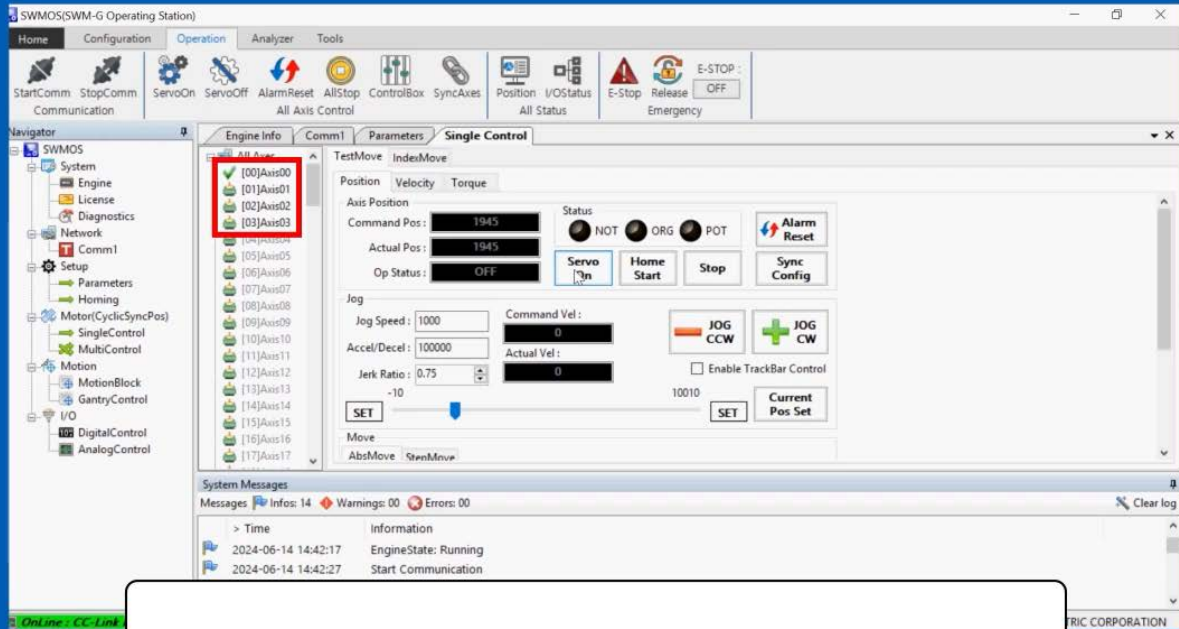 SWMOS(SWM-G Operating Station)
Home Configuration Operation Analyzer Tools
StartComm StopComm ServoOn ServoOff AlarmReset AllStop ControlBox SyncAxes Position I/OStatus E-Stop Release E-STOP : OFF
Communication All Axis Control All Status Emergency
Navigator
SWMOS
System
Engine
License
Diagnostics
Network
Comm1
Setup
Parameters
Homing
Motor(CyclicSyncPos)
SingleControl
MultiControl
Motion
MotionBlock
GantryControl
I/O
DigitalControl
AnalogControl
Engine Info Comm1 Parameters Single Control
All Axes
[00]Axis00
[01]Axis01
[02]Axis02
[03]Axis03
[04]Axis04
[05]Axis05
[06]Axis06
[07]Axis07
[08]Axis08
[09]Axis09
[10]Axis10
[11]Axis11
[12]Axis12
[13]Axis13
[14]Axis14
[15]Axis15
[16]Axis16
[17]Axis17
TestMove IndexMove
Position Velocity Torque
Axis Position
Command Pos : 1945
Actual Pos : 1945
Op Status : OFF
Status
NOT ORG POT
Alarm Reset
Servo On
Home Start
Stop
Sync Config
Jog
Jog Speed : 1000
Accel/Decel : 100000
Jerk Ratio : 0.75
Command Vel :
0
Actual Vel :
0
JOG CCW
JOG CW
Enable TrackBar Control
-10 10010
SET SET
Current Pos Set
Move
AbsMove StepMove
System Messages
Messages Infos: 14 Warnings: 00 Errors: 00 Clear log
> Time Information
2024-06-14 14:42:17 EngineState: Running
2024-06-14 14:42:27 Start Communication
OnLine : CC-Link
TRIC CORPORATION